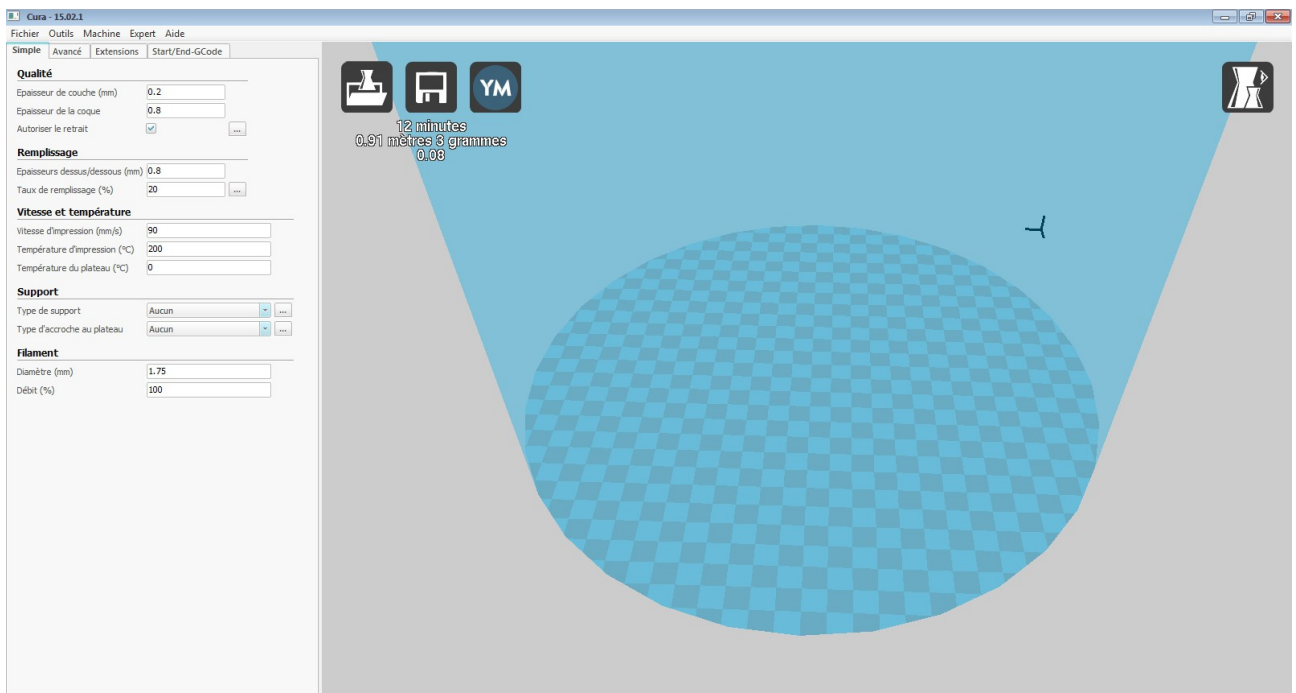 Cura - 15.02.1
Fichier Outils Machine Expert Aide
Simple Avancé Extensions Start/End-GCode
Qualité
Epaisseur de couche (mm) 0.2
Epaisseur de la coque 0.8
Autoriser le retrait ...
Remplissage
Epaisseurs dessus/dessous (mm) 0.8
Taux de remplissage (%) 20 ...
Vitesse et température
Vitesse d'impression (mm/s) 90
Température d'impression (°C) 200
Température du plateau (°C) 0
Support
Type de support Aucun ...
Type d'accroche au plateau Aucun ...
Filament
Diamètre (mm) 1.75
Débit (%) 100
YM
12 minutes
0.91 mètres 3 grammes
0.08